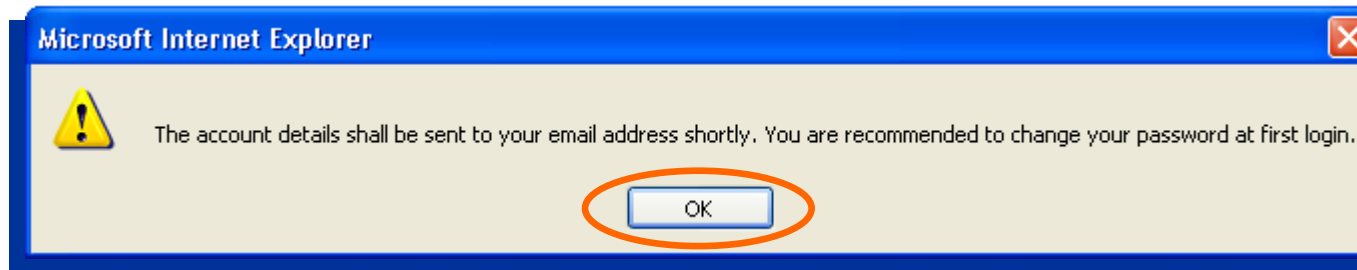 Microsoft Internet Explorer
The account details shall be sent to your email address shortly. You are recommended to change your password at first login.
OK